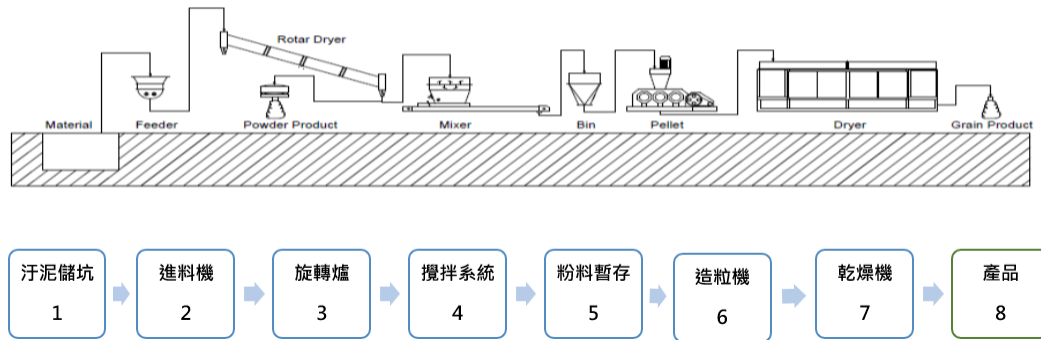 Rotar Dryer
Material
Feeder
Powder Product
Mixer
Bin
Pellet
Dryer
Grain Product
汙泥儲坑
1
進料機
2
旋轉爐
3
攪拌系統
4
粉料暫存
5
造粒機
6
乾燥機
7
產品
8